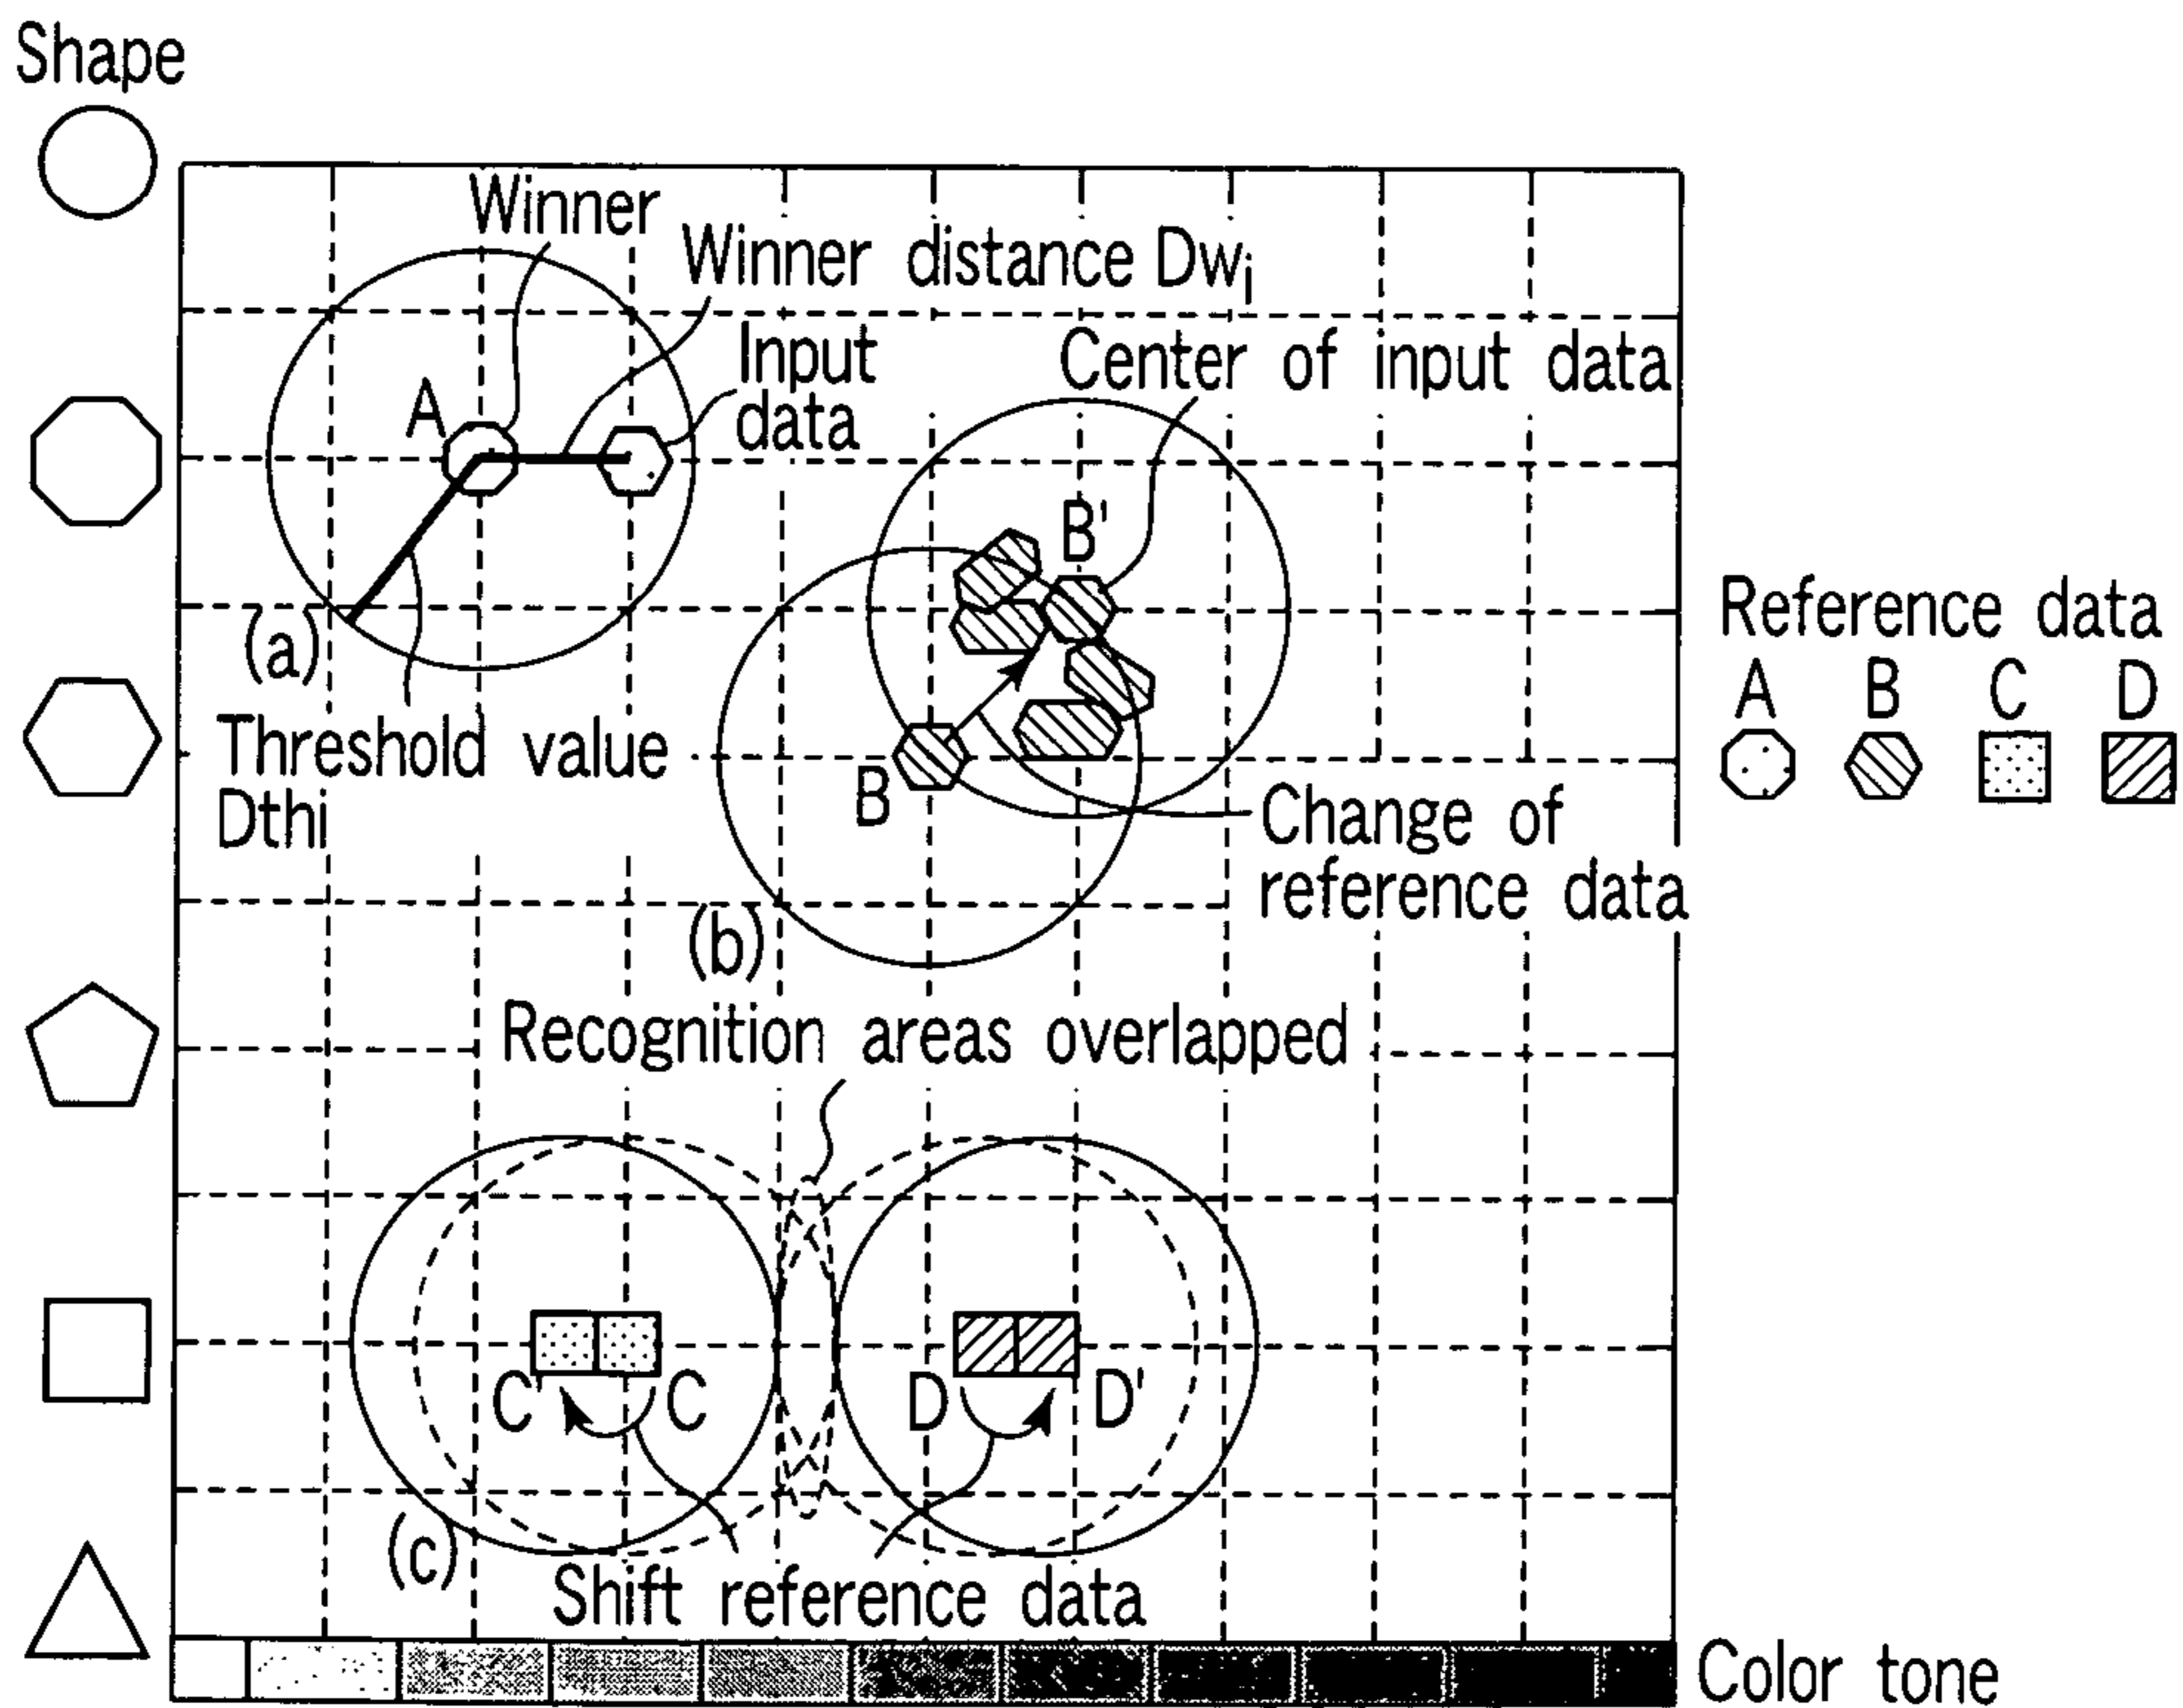 Shape
Winner
Winner distance Dwj
Input
data
Center of input data
A
B'
(a)
Threshold value
Dthi
B
Reference data
A B C D
Change of
reference data
(b)
Recognition areas overlapped
C' C D D'
(c)
Shift reference data
Color tone